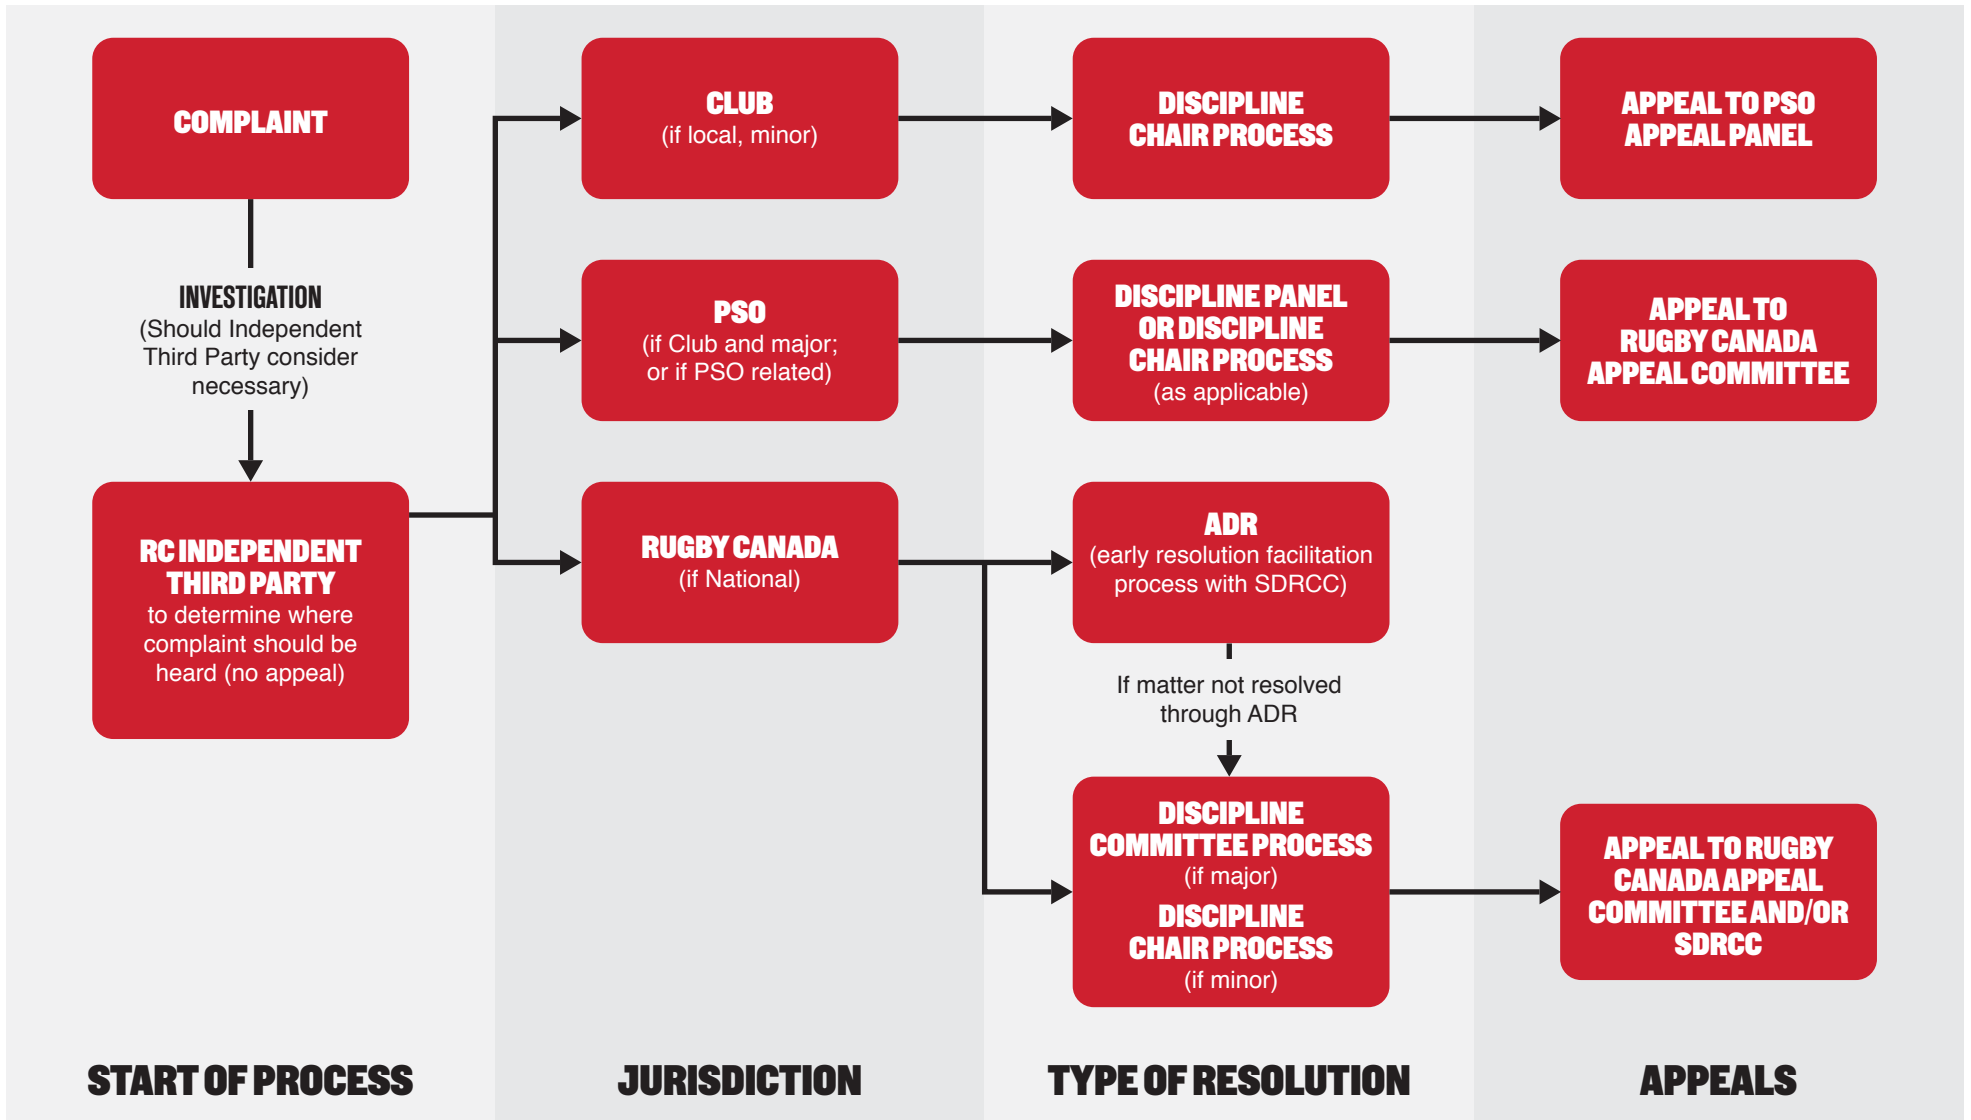 COMPLAINT
INVESTIGATION
(Should Independent
Third Party consider
necessary)
RC INDEPENDENT
THIRD PARTY
to determine where
complaint should be
heard (no appeal)
START OF PROCESS
CLUB
(if local, minor)
PSO
(if Club and major;
or if PSO related)
RUGBY CANADA
(if National)
JURISDICTION
DISCIPLINE
CHAIR PROCESS
DISCIPLINE PANEL
OR DISCIPLINE
CHAIR PROCESS
(as applicable)
ADR
(early resolution facilitation
process with SDRCC)
If matter not resolved
through ADR
DISCIPLINE
COMMITTEE PROCESS
(if major)
DISCIPLINE
CHAIR PROCESS
(if minor)
TYPE OF RESOLUTION
APPEAL TO PSO
APPEAL PANEL
APPEAL TO
RUGBY CANADA
APPEAL COMMITTEE
APPEAL TO RUGBY
CANADA APPEAL
COMMITTEE AND/OR
SDRCC
APPEALS